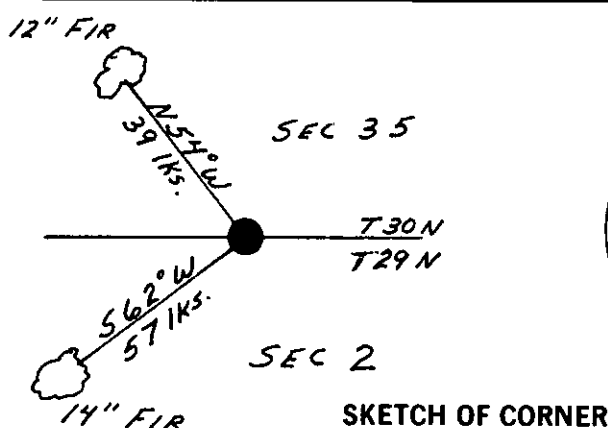 12" FIR
N54°W
39 lks.
SEC 35
T30N
T29N
S62°W
57 lks.
SEC 2
14" FIR
SKETCH OF CORNER